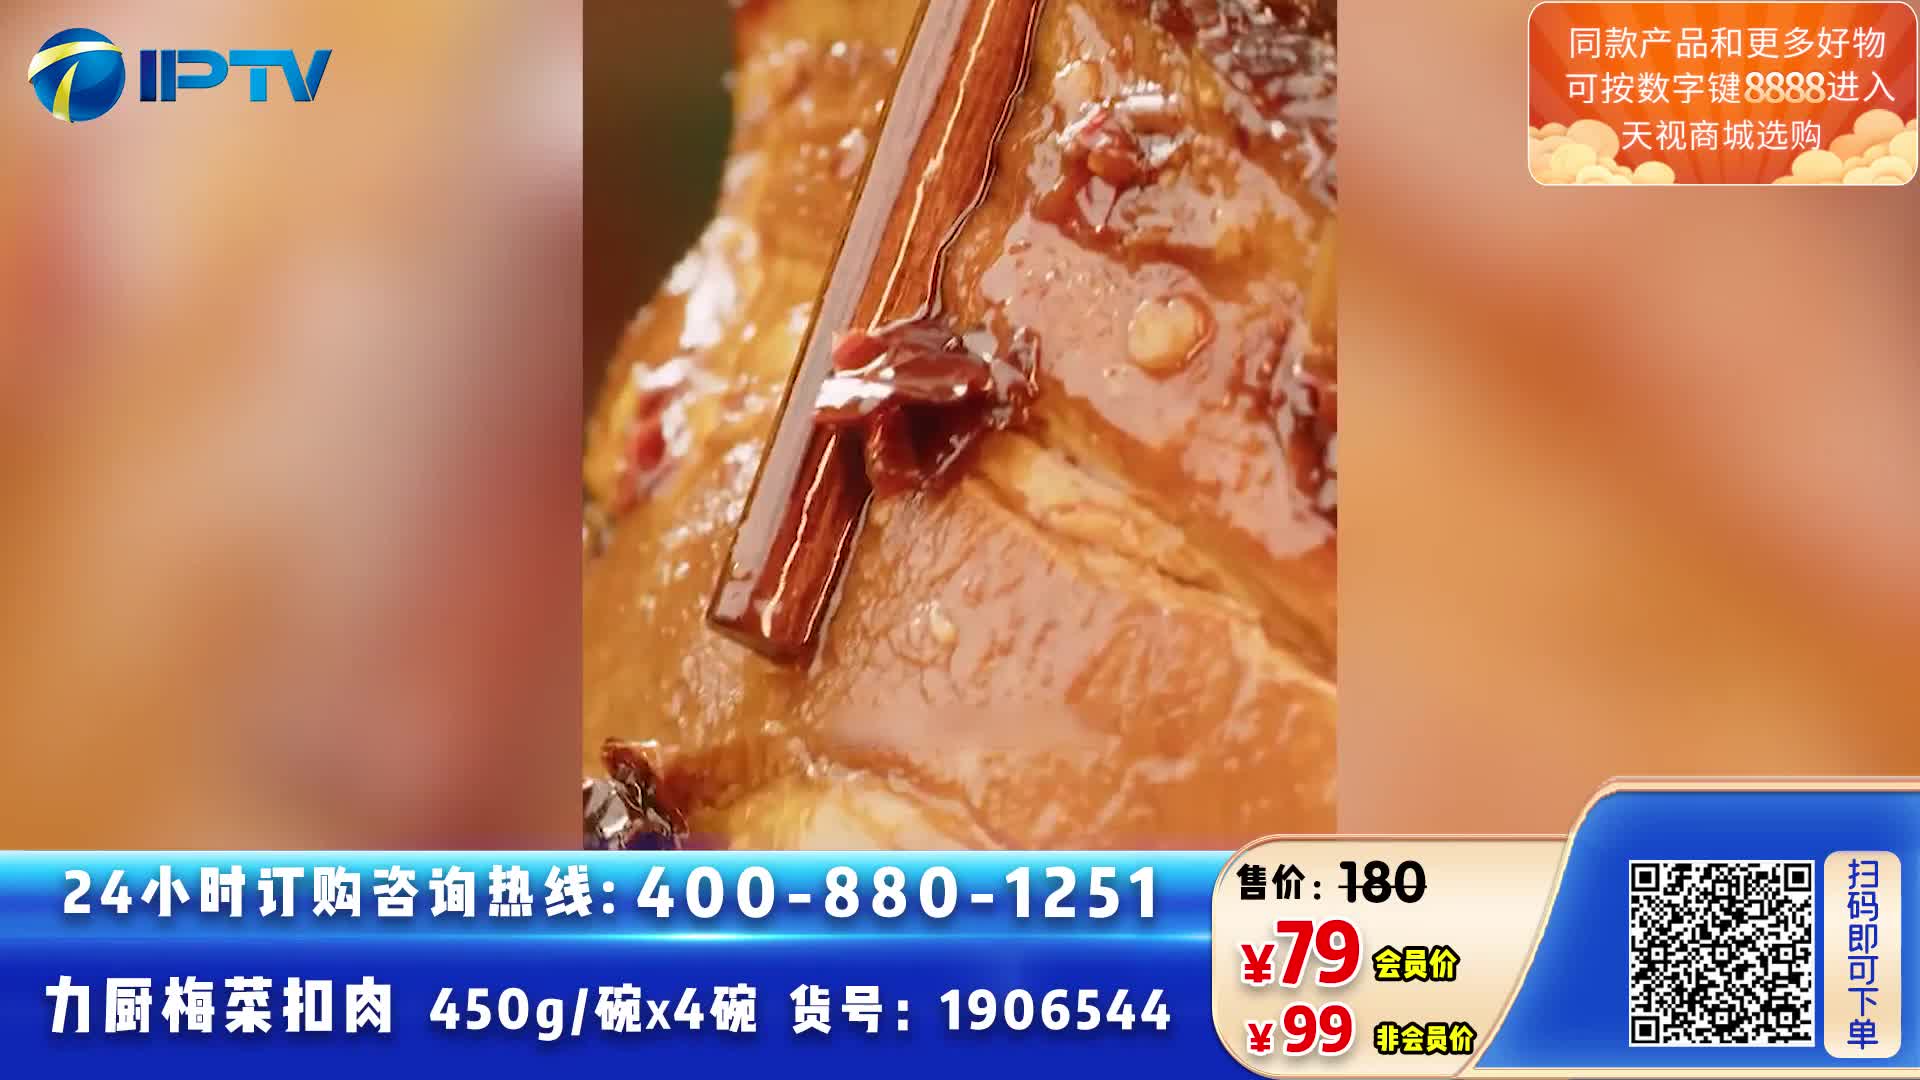 IPTV
同款产品和更多好物
可按数字键8888进入
天视商城选购
24小时订购咨询热线:400-880-1251
力厨梅菜扣肉 450g/碗x4碗 货号: 1906544
售价: 180
¥79 会员价
¥99 非会员价
扫码即可下单